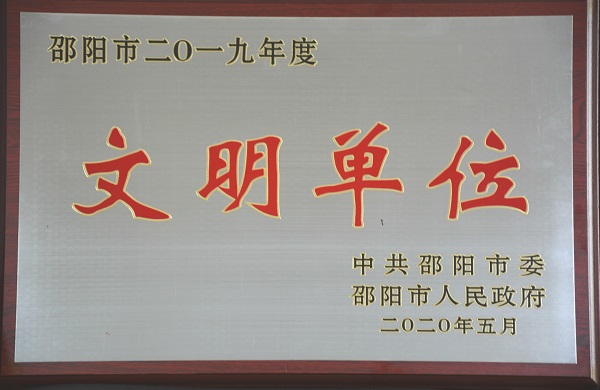 邵阳市二O一九年度
文明单位
中共邵阳市委
邵阳市人民政府
二O二O年五月